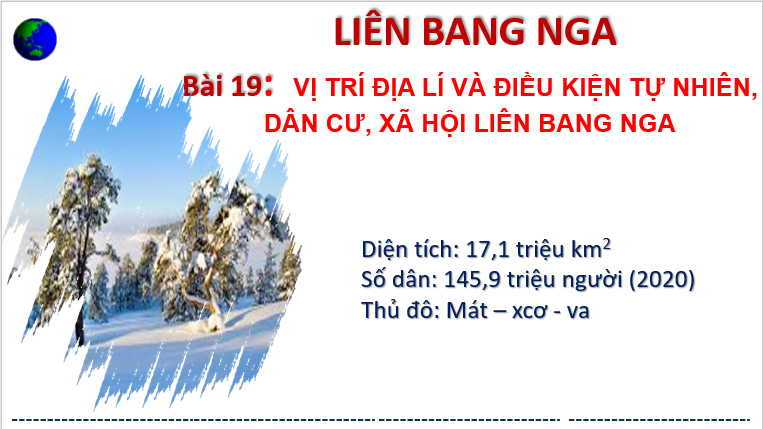 LIÊN BANG NGA
Bài 19: VỊ TRÍ ĐỊA LÍ VÀ ĐIỀU KIỆN TỰ NHIÊN,
DÂN CƯ, XÃ HỘI LIÊN BANG NGA
Diện tích: 17,1 triệu km²
Số dân: 145,9 triệu người (2020)
Thủ đô: Mát – xcơ - va